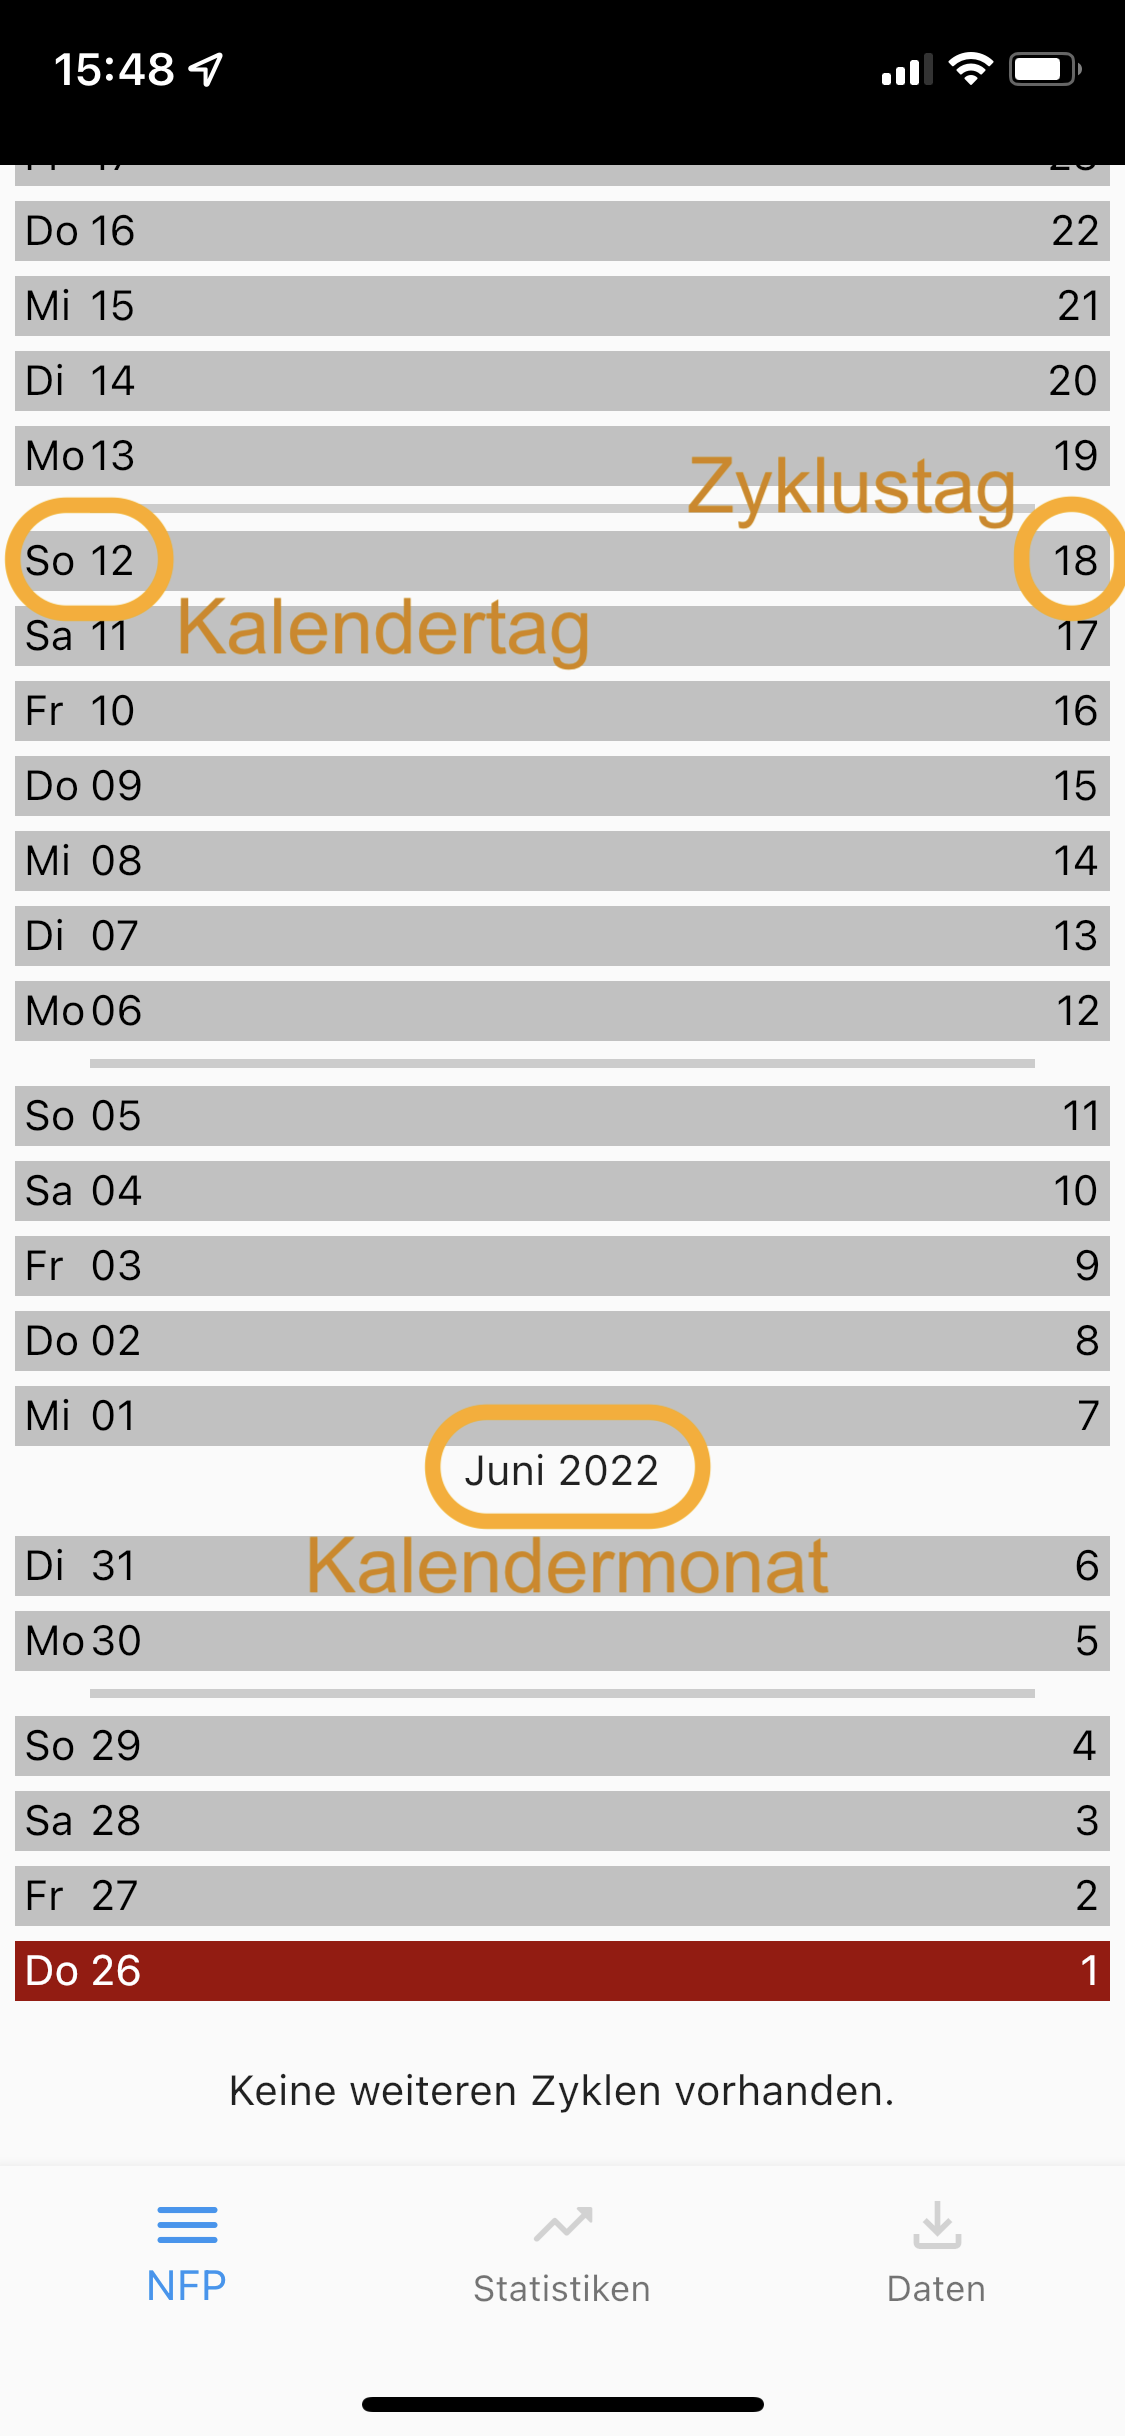 15:48
Do 16 22
Mi 15 21
Di 14 20
Mo 13 19
Zyklustag
So 12 18
Kalendertag
Sa 11 17
Fr 10 16
Do 09 15
Mi 08 14
Di 07 13
Mo 06 12
So 05 11
Sa 04 10
Fr 03 9
Do 02 8
Mi 01 7
Juni 2022
Kalendermonat
Di 31 6
Mo 30 5
So 29 4
Sa 28 3
Fr 27 2
Do 26 1
Keine weiteren Zyklen vorhanden.
NFP Statistiken Daten